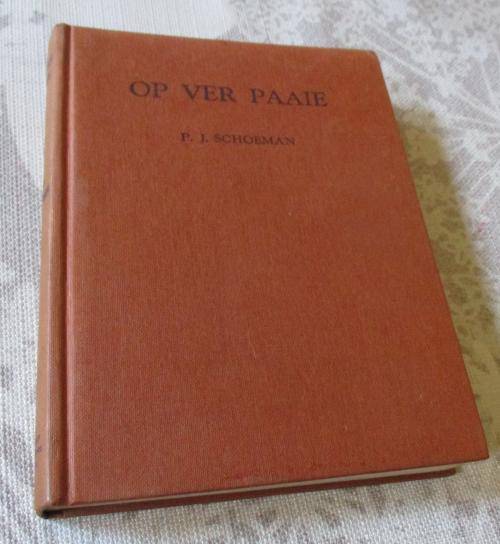 OP VER PAAIE
P. J. SCHOEMAN